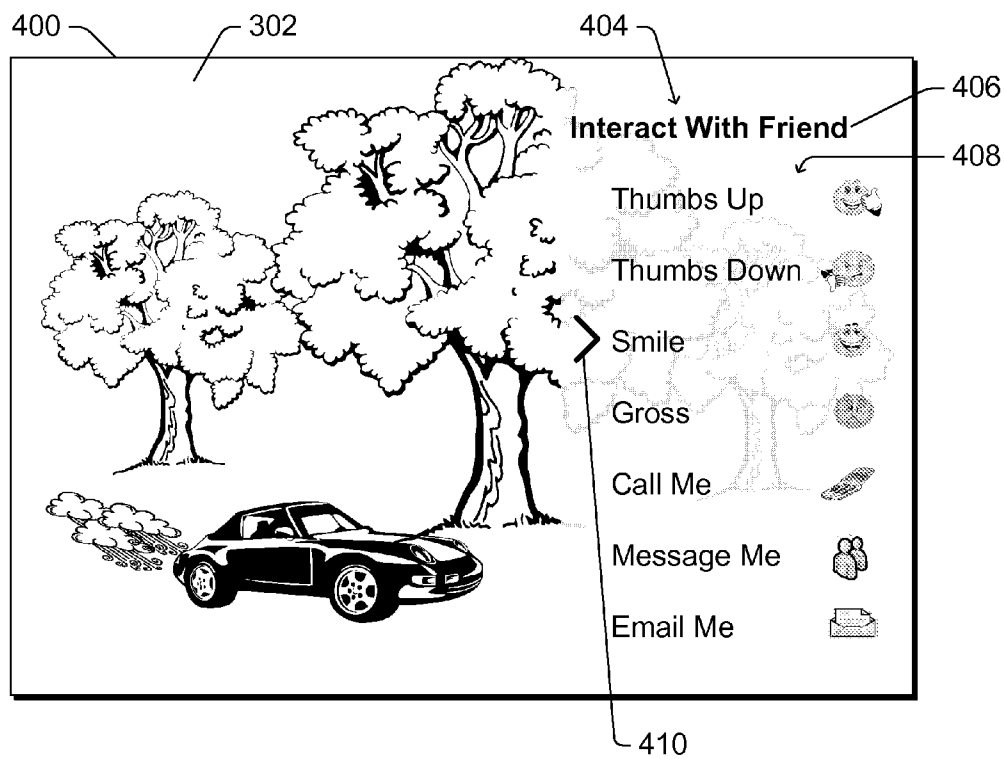 400
302
404
406
Interact With Friend
408
Thumbs Up
Thumbs Down
Smile
Gross
Call Me
Message Me
Email Me
410